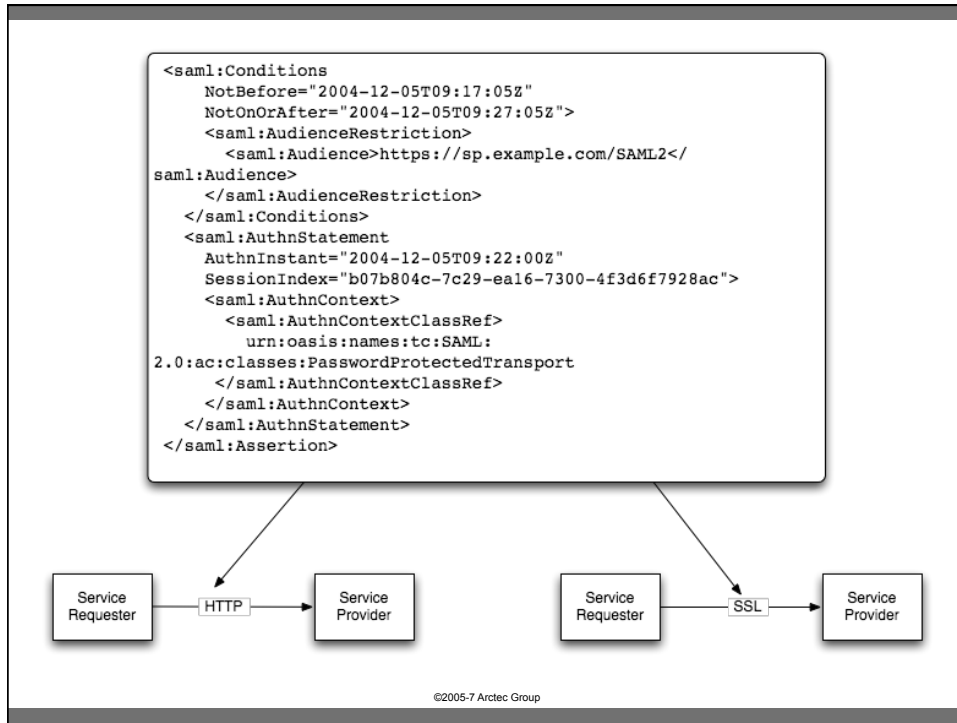 <saml:Conditions
NotBefore="2004-12-05T09:17:05Z"
NotOnOrAfter="2004-12-05T09:27:05Z">
<saml:AudienceRestriction>
<saml:Audience>https://sp.example.com/SAML2</
saml:Audience>
</saml:AudienceRestriction>
</saml:Conditions>
<saml:AuthnStatement
AuthnInstant="2004-12-05T09:22:00Z"
SessionIndex="b07b804c-7c29-ea16-7300-4f3d6f7928ac">
<saml:AuthnContext>
<saml:AuthnContextClassRef>
urn:oasis:names:tc:SAML:
2.0:ac:classes:PasswordProtectedTransport
</saml:AuthnContextClassRef>
</saml:AuthnContext>
</saml:AuthnStatement>
</saml:Assertion>
Service
Requester
HTTP
Service
Provider
Service
Requester
SSL
Service
Provider
©2005-7 Arctec Group